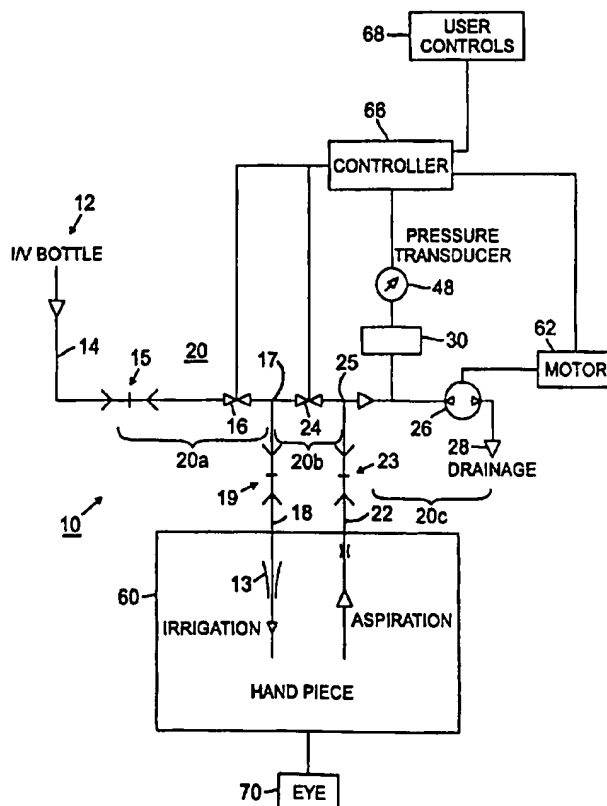 68
USER
CONTROLS
66
CONTROLLER
12
I/V BOTTLE
PRESSURE
TRANSDUCER
48
62
14
20
30
MOTOR
15
17
25
16
24
26
28
DRAINAGE
20a
20b
23
20c
19
10
18
22
60
13
IRRIGATION
ASPIRATION
HAND PIECE
70
EYE